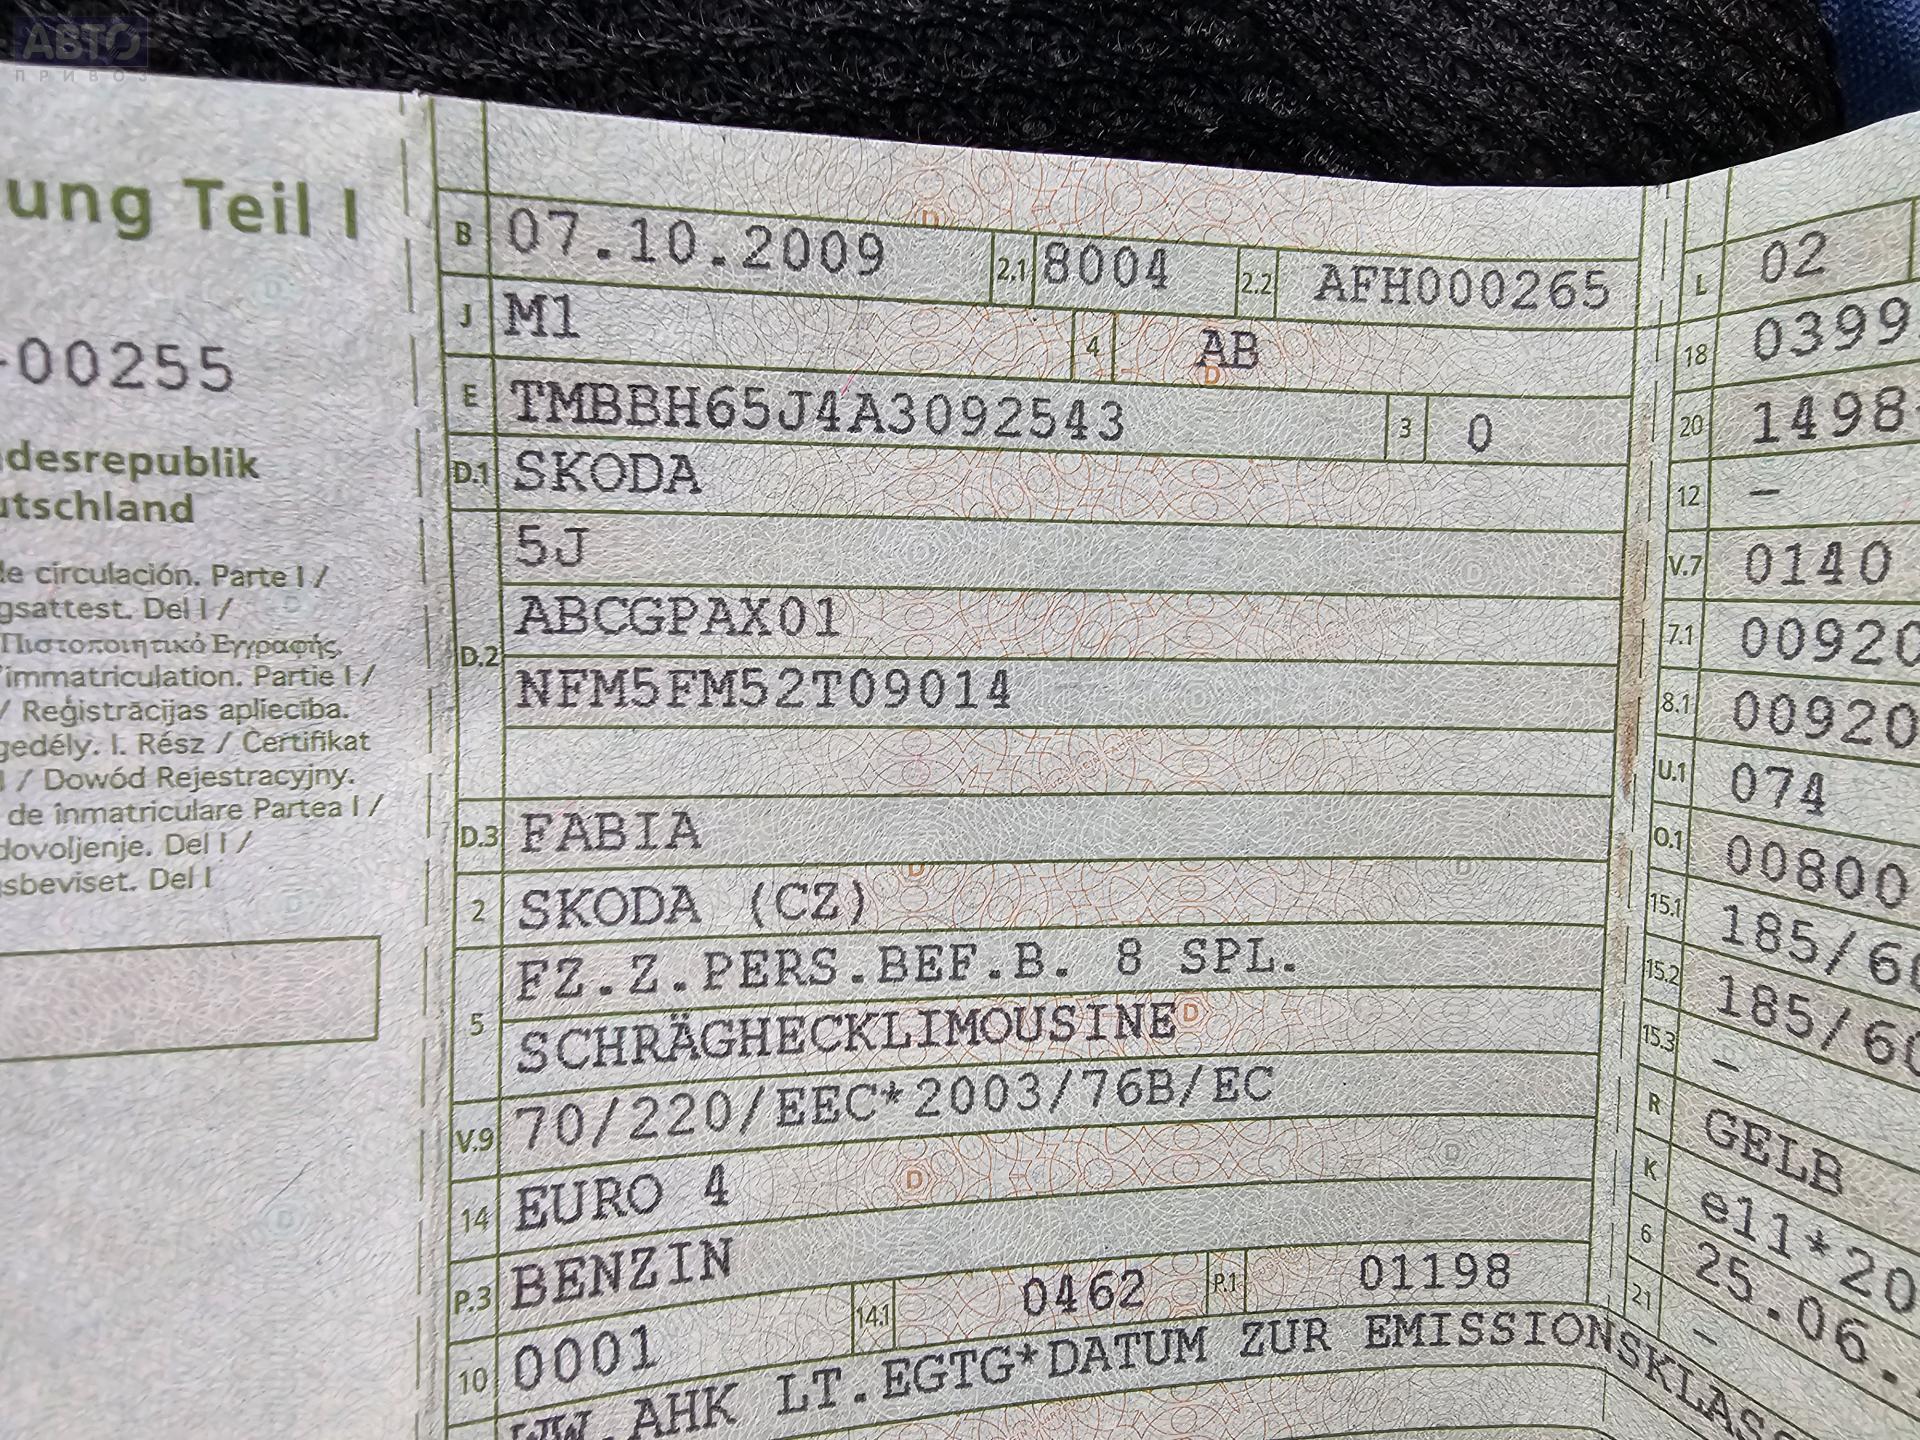 АВТО
ПРИВОЗ
ung Teil I
-00255
desrepublik
utschland
de circulación. Parte I /
gsattest. Del I /
Πιστοποιητικό Εγγραφής.
'immatriculation. Partie I /
/ Reģistrācijas apliecība.
gedély. I. Rész / Certifikat
I / Dowód Rejestracyjny.
de înmatriculare Partea I /
dovoljenje. Del I /
sbeviset. Del I
B 07.10.2009 2.1 8004 2.2 AFH000265
J M1 4 AB
E TMBBH65J4A3092543 3 0
D.1 SKODA
5J
D.2 ABCGPAX01
NFM5FM52T09014
D.3 FABIA
2 SKODA (CZ)
5 FZ.Z.PERS.BEF.B. 8 SPL.
SCHRÄGHECKLIMOUSINE
V.9 70/220/EEC*2003/76B/EC
14 EURO 4
P.3 BENZIN
10 0001 14.1 0462 P.1 01198
WW.AHK LT.EGTG*DATUM ZUR EMISSIONSKLASS
L 02
18 0399
20 1498
12 –
V.7 0140
7.1 00920
8.1 00920
U.1 074
O.1 00800
15.1 185/60
15.2 185/60
15.3 –
R GELB
K e11*20
6 25.06.
21 –